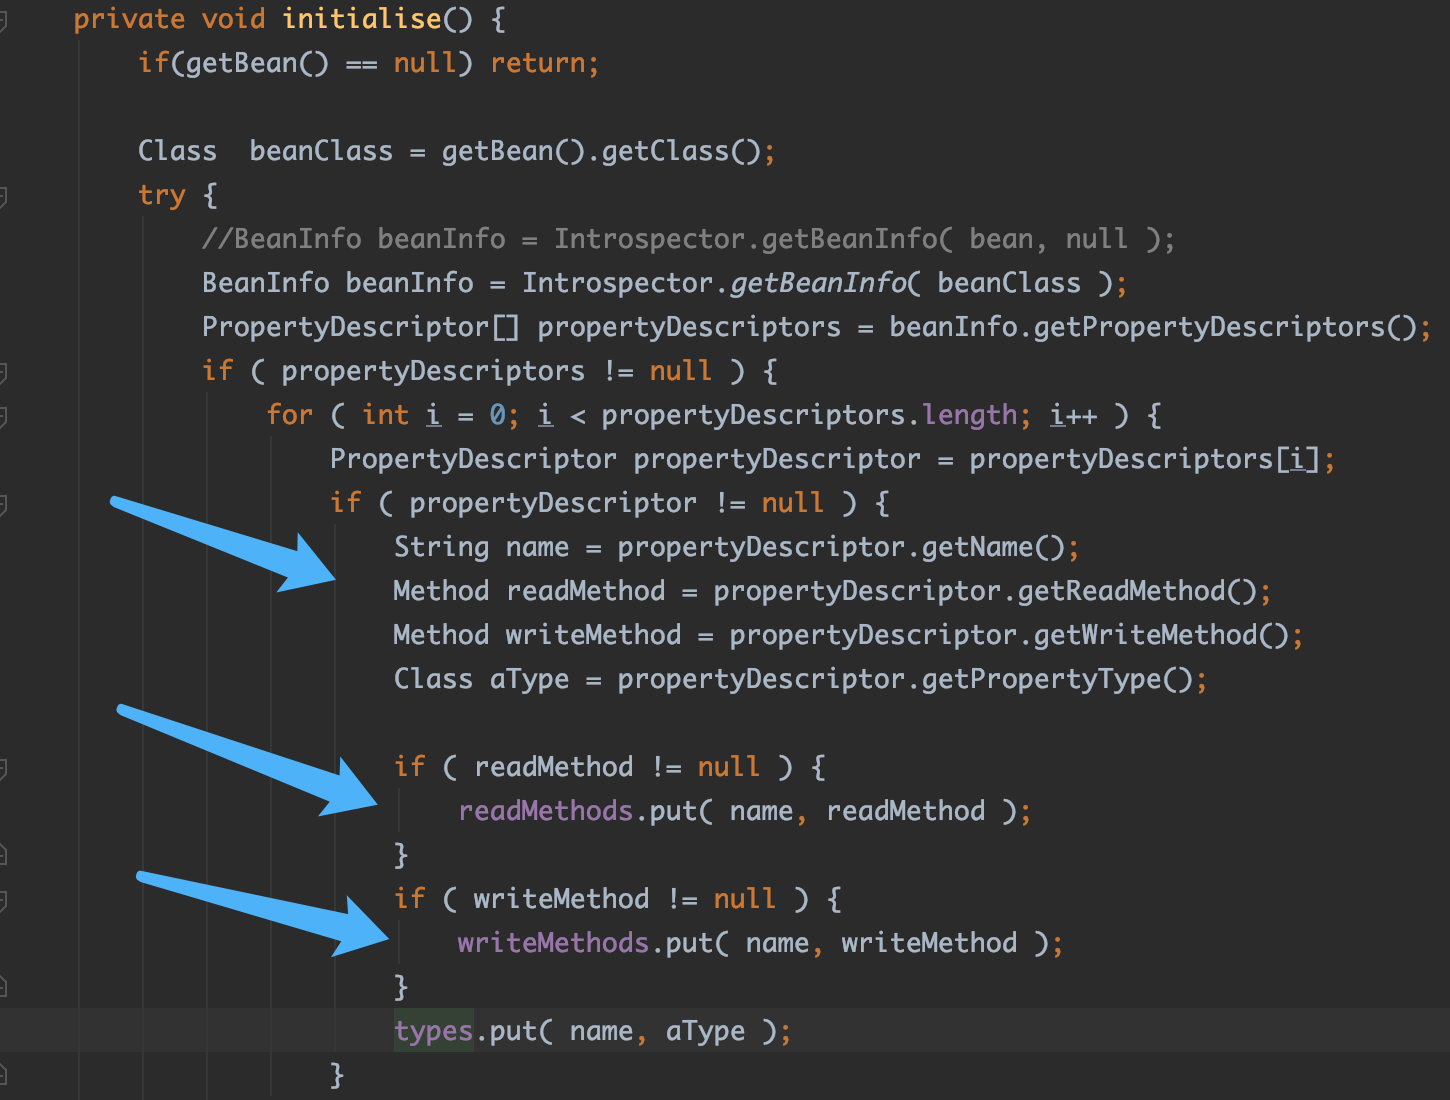 private void initialise() {
if(getBean() == null) return;
Class  beanClass = getBean().getClass();
try {
//BeanInfo beanInfo = Introspector.getBeanInfo( bean, null );
BeanInfo beanInfo = Introspector.getBeanInfo( beanClass );
PropertyDescriptor[] propertyDescriptors = beanInfo.getPropertyDescriptors();
if ( propertyDescriptors != null ) {
for ( int i = 0; i < propertyDescriptors.length; i++ ) {
PropertyDescriptor propertyDescriptor = propertyDescriptors[i];
if ( propertyDescriptor != null ) {
String name = propertyDescriptor.getName();
Method readMethod = propertyDescriptor.getReadMethod();
Method writeMethod = propertyDescriptor.getWriteMethod();
Class aType = propertyDescriptor.getPropertyType();
if ( readMethod != null ) {
readMethods.put( name, readMethod );
}
if ( writeMethod != null ) {
writeMethods.put( name, writeMethod );
}
types.put( name, aType );
}